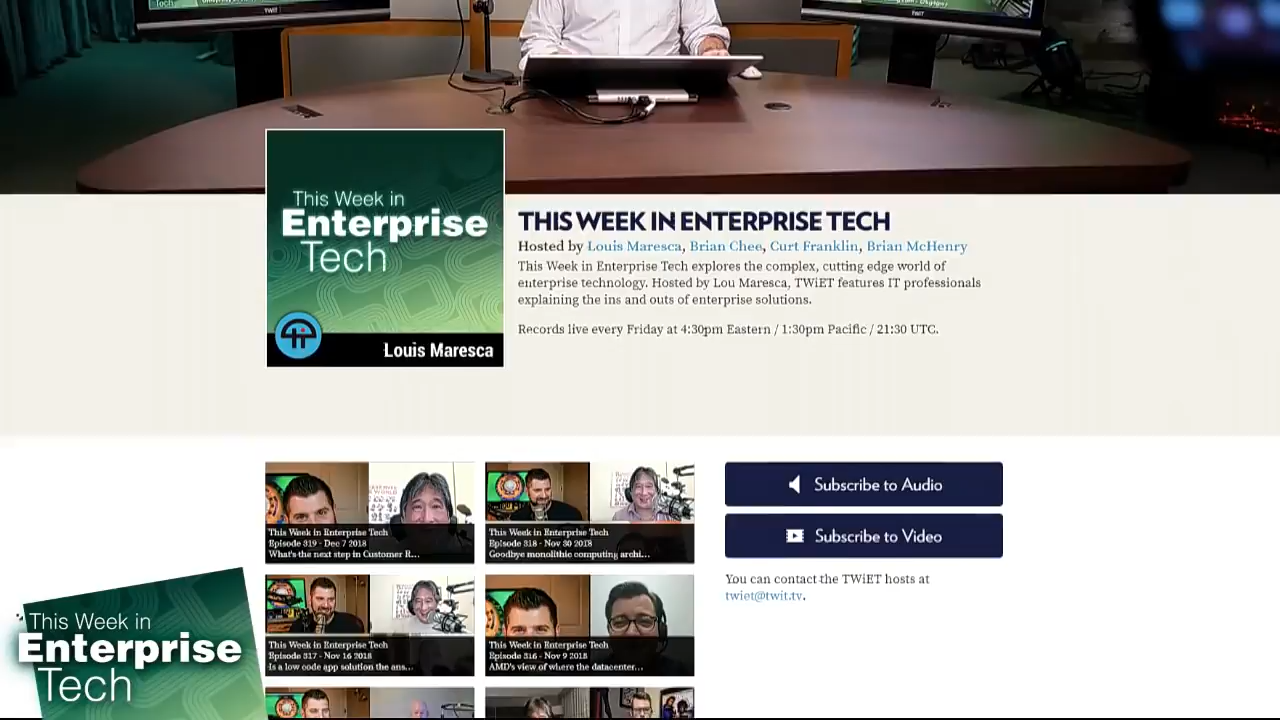 Tech
TWiT
TWiT
This Week in
Enterprise
Tech
Louis Maresca
THIS WEEK IN ENTERPRISE TECH
Hosted by Louis Maresca, Brian Chee, Curt Franklin, Brian McHenry
This Week in Enterprise Tech explores the complex, cutting edge world of
enterprise technology. Hosted by Lou Maresca, TWiET features IT professionals
explaining the ins and outs of enterprise solutions.
Records live every Friday at 4:30pm Eastern / 1:30pm Pacific / 21:30 UTC.
This Week in Enterprise Tech
Episode 319 - Dec 7 2018
What's the next step in Customer R...
This Week in Enterprise Tech
Episode 318 - Nov 30 2018
Goodbye monolithic computing archi...
This Week in Enterprise Tech
Episode 317 - Nov 16 2018
Is a low code app solution the ans...
This Week in Enterprise Tech
Episode 316 - Nov 9 2018
AMD's view of where the datacenter...
Subscribe to Audio
Subscribe to Video
You can contact the TWiET hosts at
twiet@twit.tv.
This Week in
Enterprise
Tech